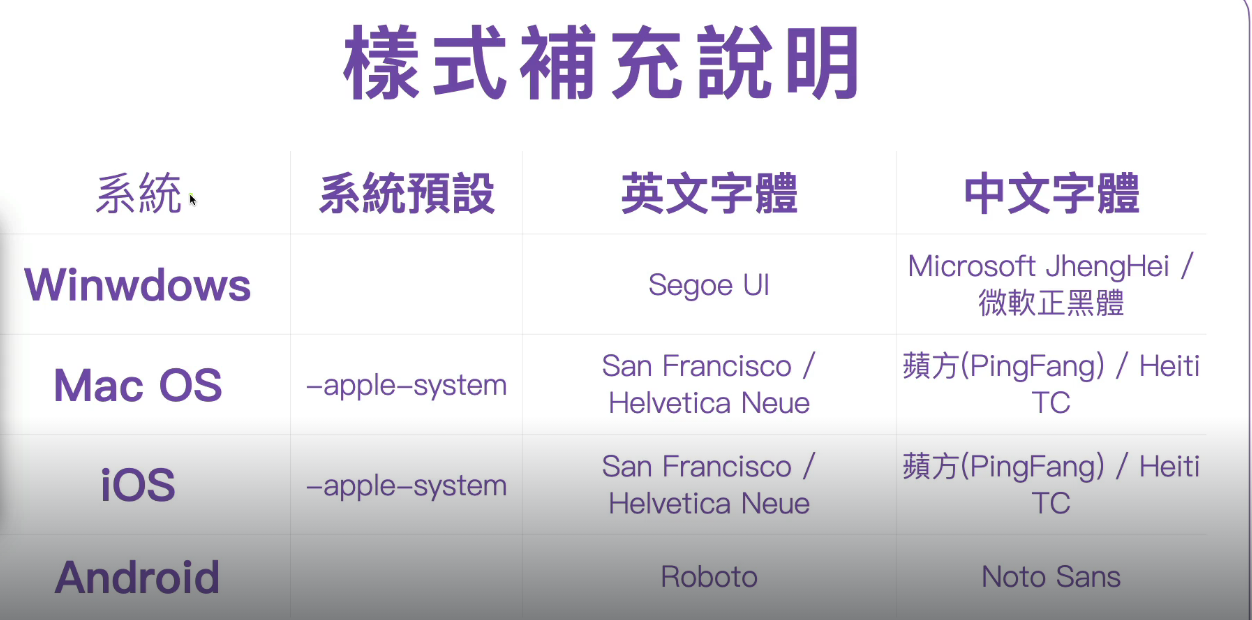 樣式補充說明
系統 系統預設 英文字體 中文字體
Winwdows Segoe UI Microsoft JhengHei /
微軟正黑體
Mac OS -apple-system San Francisco / 蘋方(PingFang) / Heiti
Helvetica Neue TC
iOS -apple-system San Francisco / 蘋方(PingFang) / Heiti
Helvetica Neue TC
Android Roboto Noto Sans